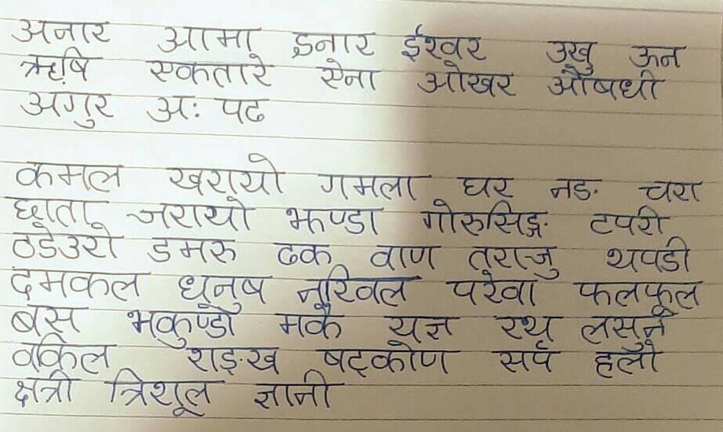 अनार आमा इनार ईश्वर उखु ऊन
ऋषि एकतारे ऐना ओखर औषधी
अगुर अः पढ
कमल खरायो गमला घर नङ चरा
छाता जरायो झण्डा गोरुसिङ्ग टपरी
ठेउरो डमरु ढक वाण तराजु थपडी
दमकल धनुष नरिवल परेवा फलफूल
बस भकुण्डो मकै यज्ञ रथ लसुन
वकिल शङ्ख षट्कोण सर्प हलो
क्षत्री त्रिशूल ज्ञानी